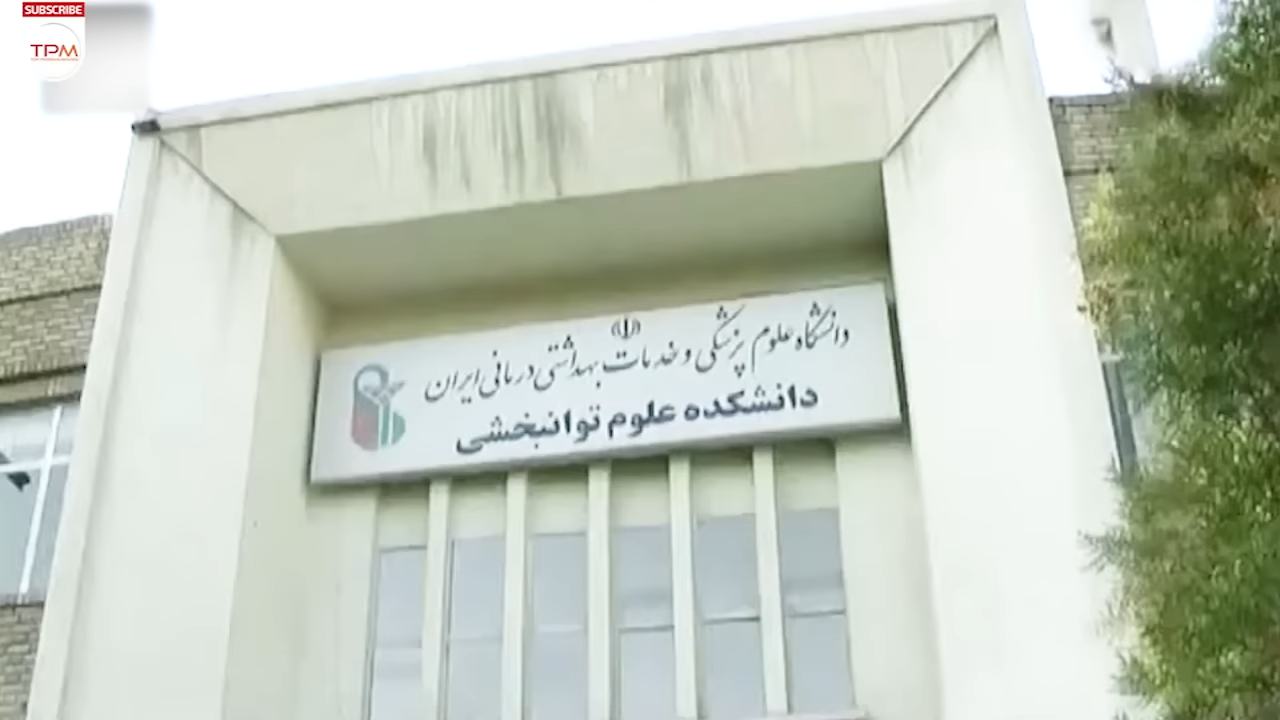 SUBSCRIBE
TPM
دانشگاه علوم پزشکی و خدمات بهداشتی درمانی ایران
دانشکده علوم توانبخشی